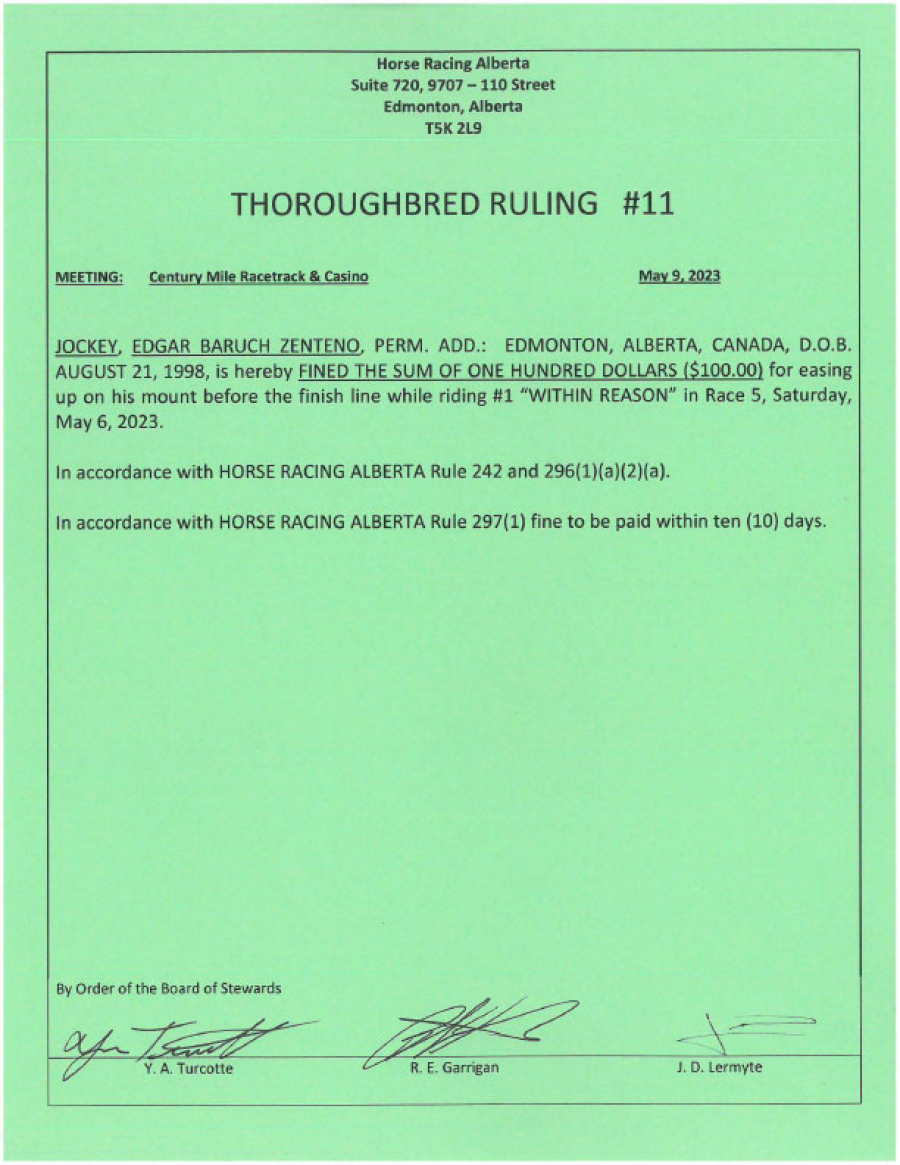 Horse Racing Alberta
Suite 720, 9707 – 110 Street
Edmonton, Alberta
T5K 2L9
THOROUGHBRED RULING #11
MEETING: Century Mile Racetrack & Casino May 9, 2023
JOCKEY, EDGAR BARUCH ZENTENO, PERM. ADD.: EDMONTON, ALBERTA, CANADA, D.O.B.
AUGUST 21, 1998, is hereby FINED THE SUM OF ONE HUNDRED DOLLARS ($100.00) for easing
up on his mount before the finish line while riding #1 “WITHIN REASON” in Race 5, Saturday,
May 6, 2023.
In accordance with HORSE RACING ALBERTA Rule 242 and 296(1)(a)(2)(a).
In accordance with HORSE RACING ALBERTA Rule 297(1) fine to be paid within ten (10) days.
By Order of the Board of Stewards
Y. A. Turcotte R. E. Garrigan J. D. Lermyte